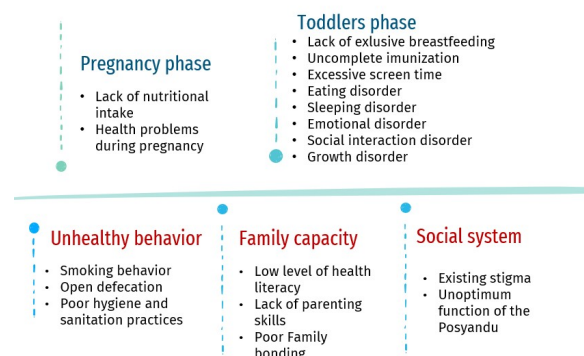 Pregnancy phase
• Lack of nutritional
intake
• Health problems
during pregnancy
Toddlers phase
• Lack of exlusive breastfeeding
• Uncomplete imunization
• Excessive screen time
• Eating disorder
• Sleeping disorder
• Emotional disorder
• Social interaction disorder
• Growth disorder
Unhealthy behavior
• Smoking behavior
• Open defecation
• Poor hygiene and
sanitation practices
Family capacity
• Low level of health
literacy
• Lack of parenting
skills
• Poor Family
bonding
Social system
• Existing stigma
• Unoptimum
function of the
Posyandu